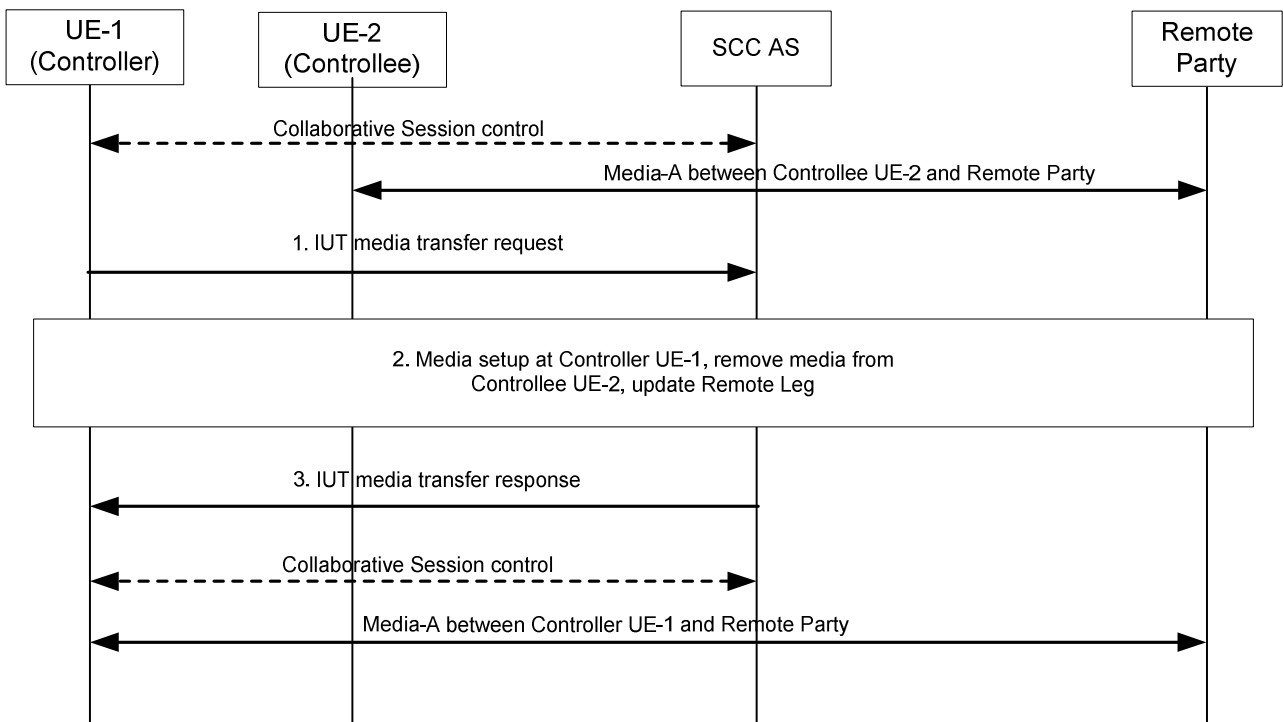 UE-1
(Controller)
UE-2
(Controllee)
SCC AS
Remote
Party
Collaborative Session control
Media-A between Controllee UE-2 and Remote Party
1. IUT media transfer request
2. Media setup at Controller UE-1, remove media from
Controllee UE-2, update Remote Leg
3. IUT media transfer response
Collaborative Session control
Media-A between Controller UE-1 and Remote Party